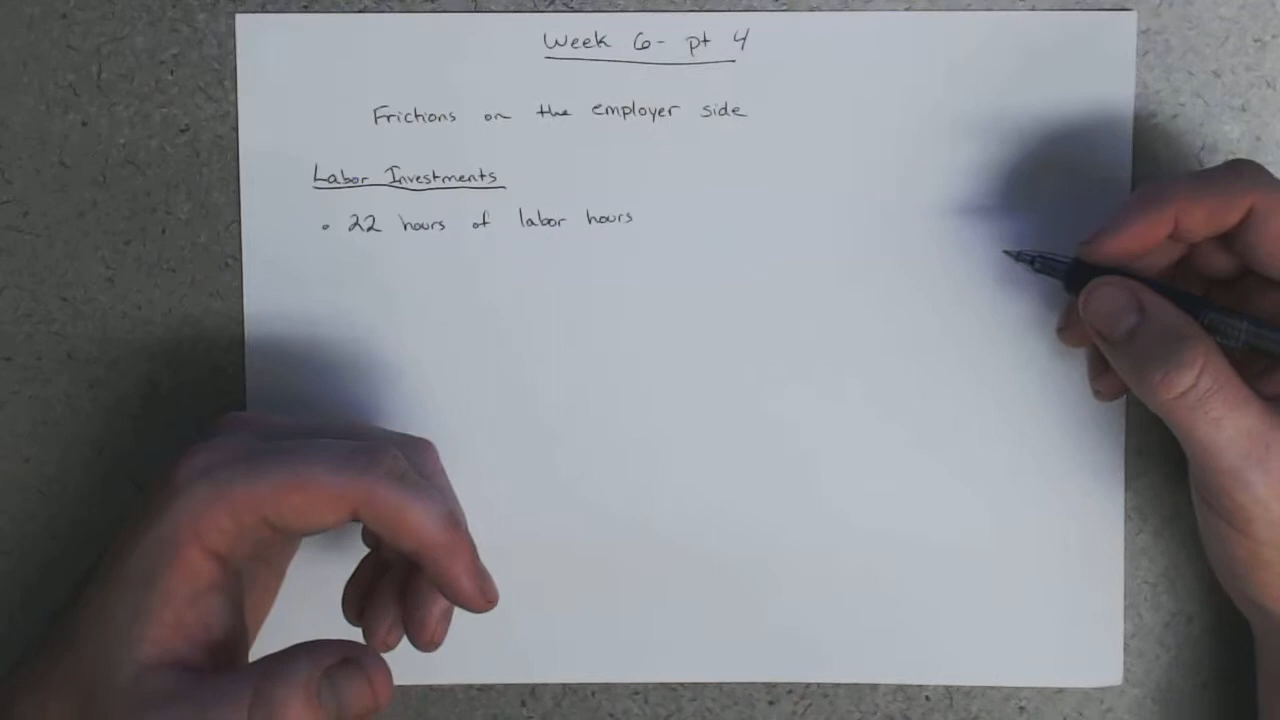 Week 6- pt 4
Frictions on the employer side
Labor Investments
• 22 hours of labor hours